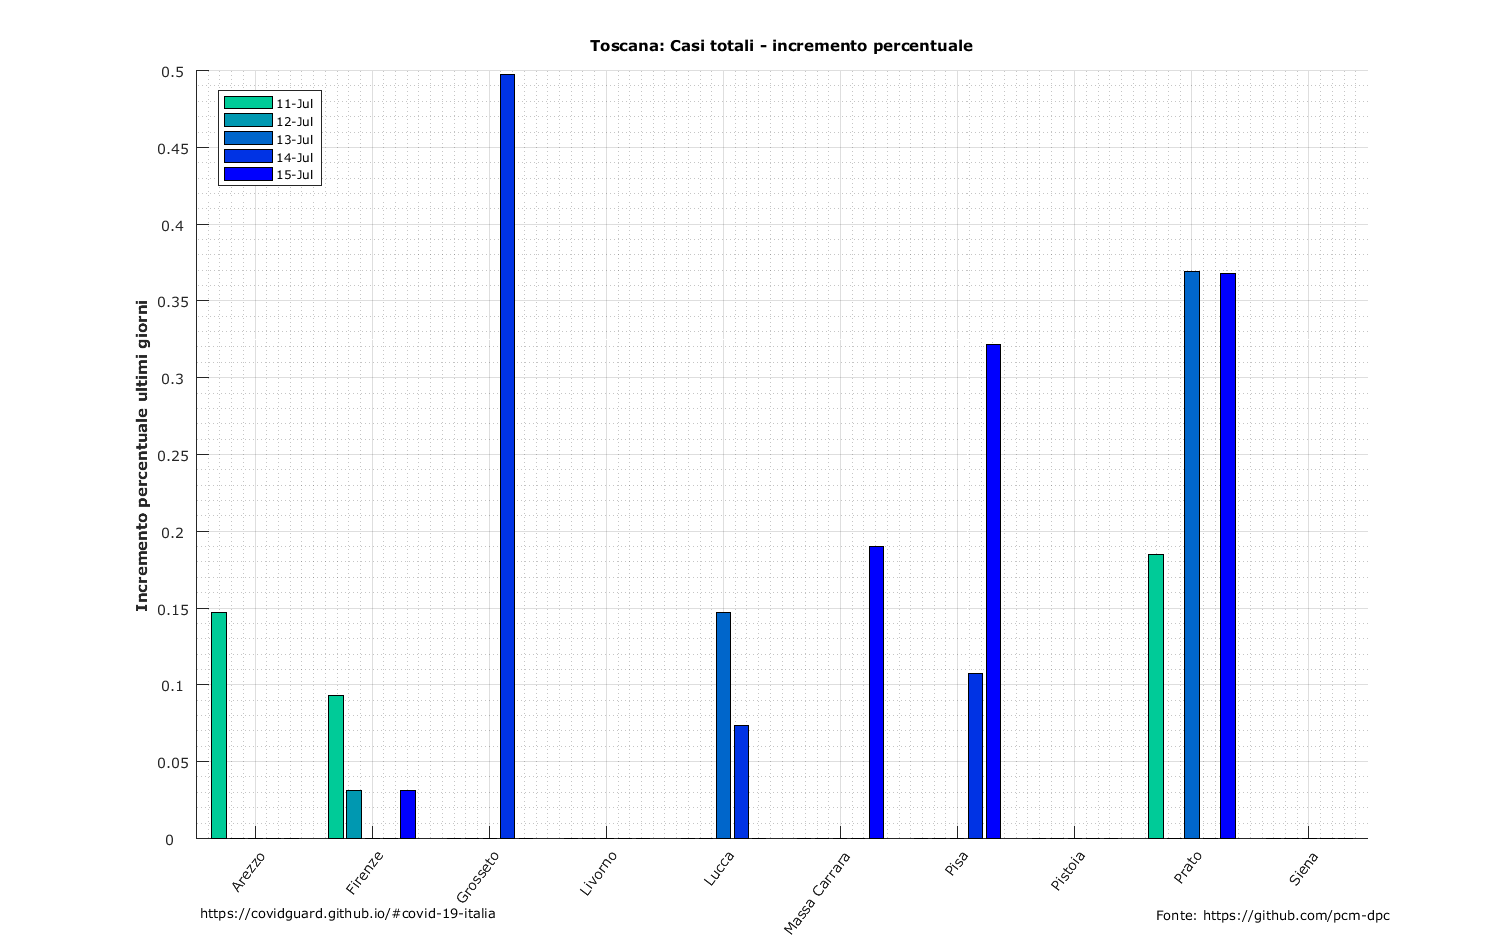 Toscana: Casi totali - incremento percentuale
Incremento percentuale ultimi giorni
0.5
0.45
0.4
0.35
0.3
0.25
0.2
0.15
0.1
0.05
0
11-Jul
12-Jul
13-Jul
14-Jul
15-Jul
Arezzo
Firenze
Grosseto
Livorno
Lucca
Massa Carrara
Pisa
Pistoia
Prato
Siena
https://covidguard.github.io/#covid-19-italia
Fonte: https://github.com/pcm-dpc